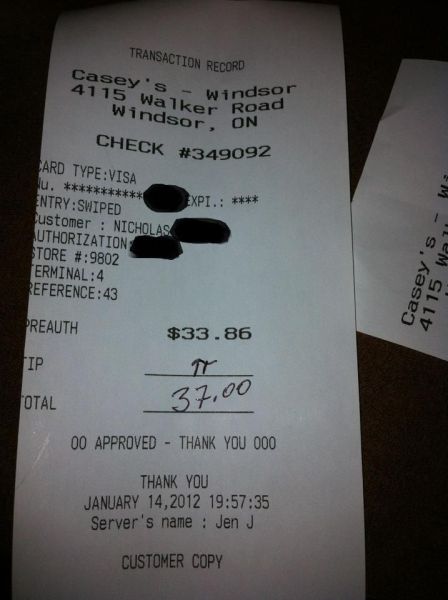 TRANSACTION RECORD
Casey's - Windsor
4115 Walker Road
Windsor, ON
CHECK #349092
CARD TYPE:VISA
Nu. *********** EXPI.: ****
ENTRY:SWIPED
Customer : NICHOLAS
AUTHORIZATION:
STORE #:9802
TERMINAL:4
REFERENCE:43
PREAUTH $33.86
TIP π
TOTAL 37.00
00 APPROVED - THANK YOU 000
THANK YOU
JANUARY 14,2012 19:57:35
Server's name : Jen J
CUSTOMER COPY
Casey's - Wi
4115 Wal